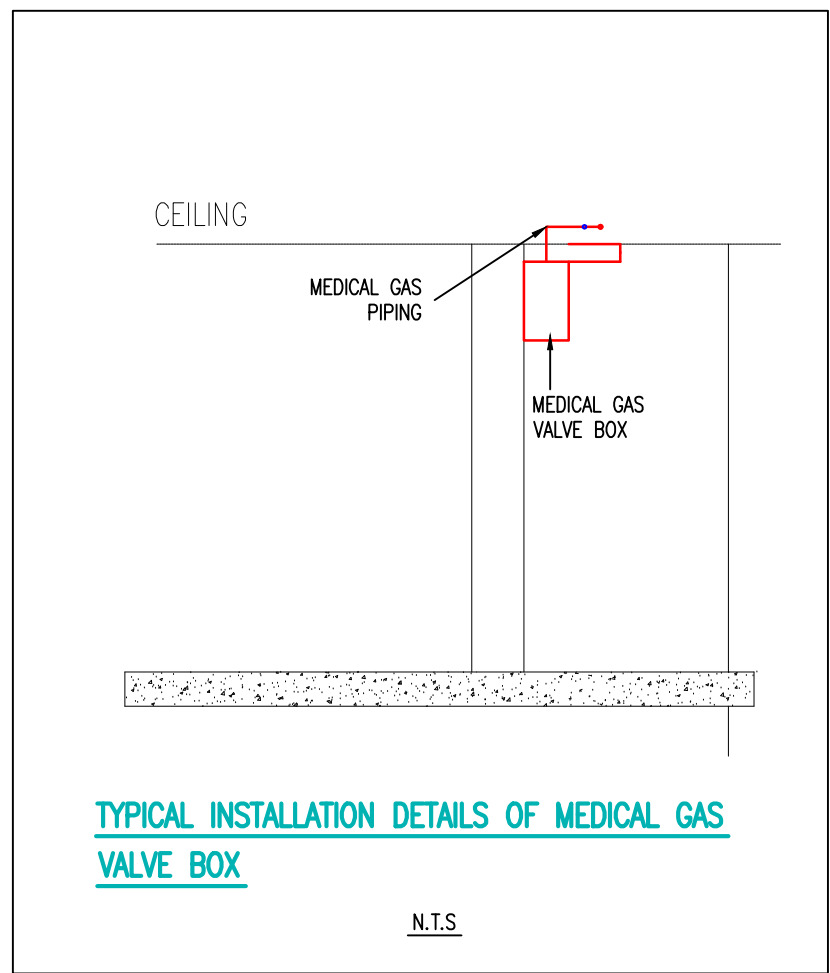 CEILING
MEDICAL GAS
PIPING
MEDICAL GAS
VALVE BOX
TYPICAL INSTALLATION DETAILS OF MEDICAL GAS
VALVE BOX
N.T.S